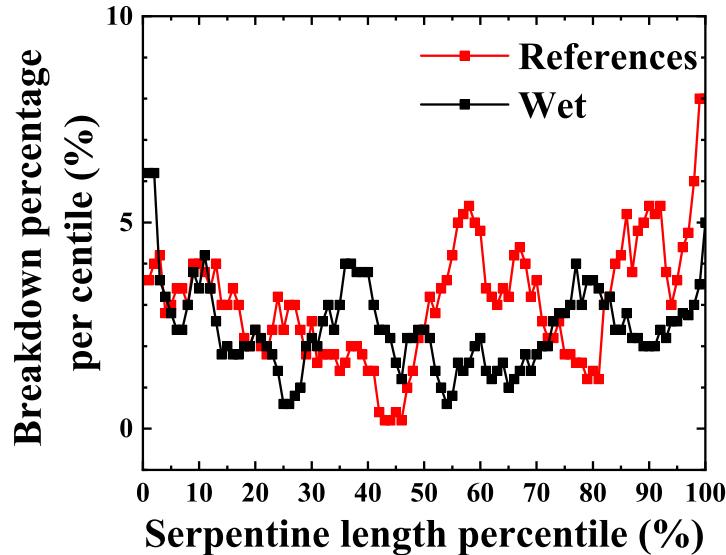 Breakdown percentage
per centile (%)
10
5
0
References
Wet
0 10 20 30 40 50 60 70 80 90 100
Serpentine length percentile (%)